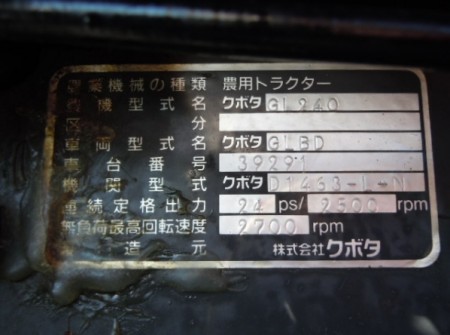 農業機械の種類 農用トラクター
農機型式名 クボタ GL240
区分
車両型式名 クボタ GLBD
車台番号 39291
機関型式 クボタ D1463-L-N
連続定格出力 24 ps/ 2500 rpm
無負荷最高回転速度 2700 rpm
製造元 株式会社クボタ